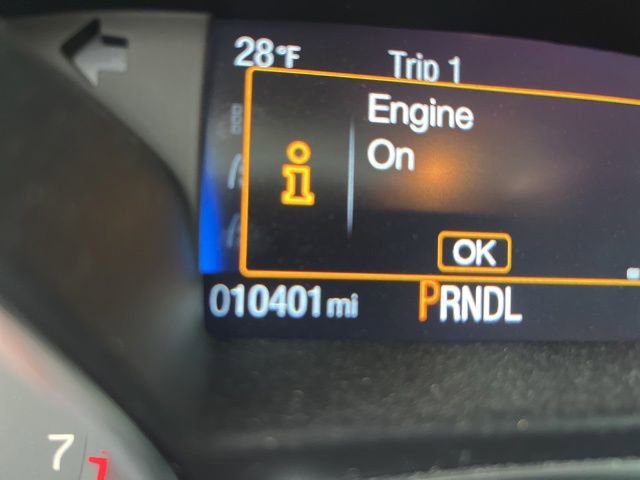 28°F Trip 1
Engine
On
OK
010401 mi PRNDL
7